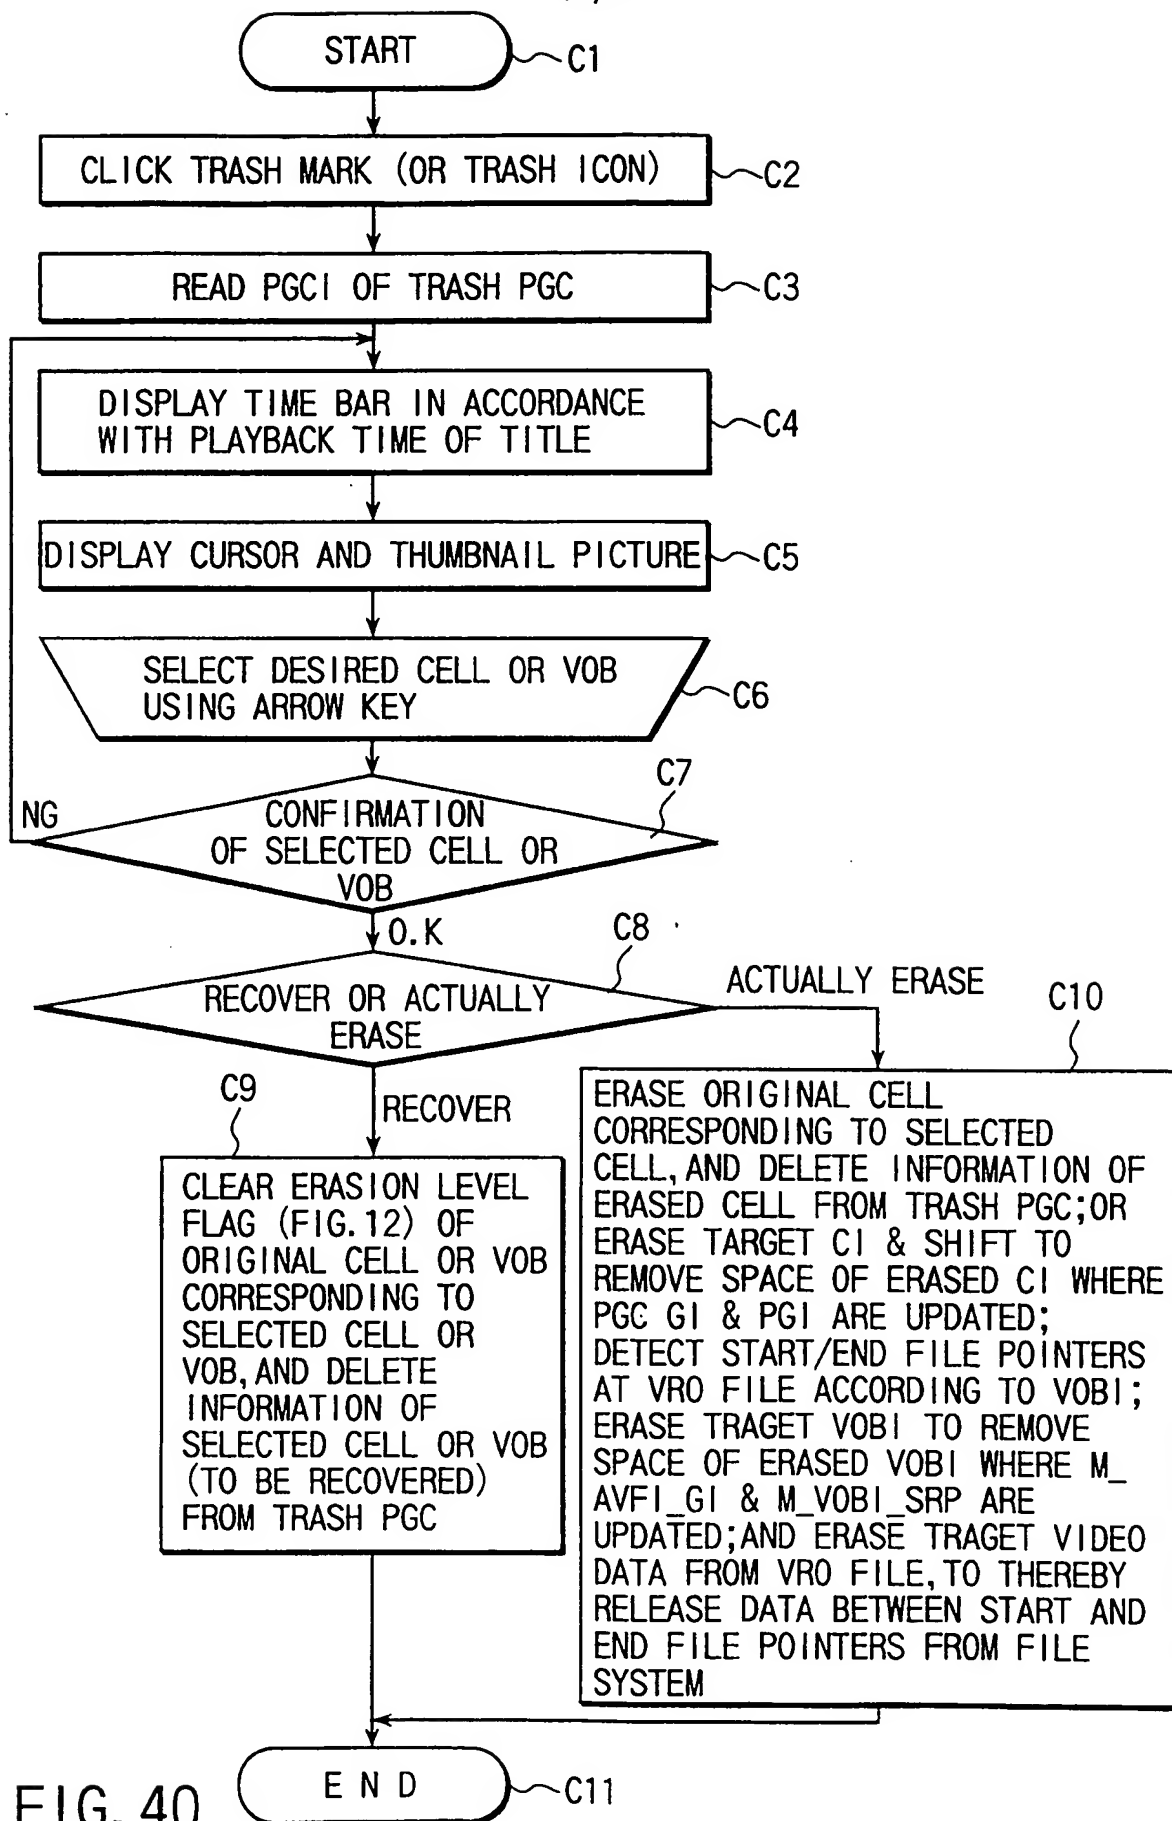 START
C1
CLICK TRASH MARK (OR TRASH ICON)
C2
READ PGCI OF TRASH PGC
C3
DISPLAY TIME BAR IN ACCORDANCE
WITH PLAYBACK TIME OF TITLE
C4
DISPLAY CURSOR AND THUMBNAIL PICTURE
C5
SELECT DESIRED CELL OR VOB
USING ARROW KEY
C6
C7
NG
CONFIRMATION
OF SELECTED CELL OR
VOB
O.K
C8
RECOVER OR ACTUALLY
ERASE
ACTUALLY ERASE
C10
C9
RECOVER
CLEAR ERASION LEVEL
FLAG (FIG.12) OF
ORIGINAL CELL OR VOB
CORRESPONDING TO
SELECTED CELL OR
VOB, AND DELETE
INFORMATION OF
SELECTED CELL OR VOB
(TO BE RECOVERED)
FROM TRASH PGC
ERASE ORIGINAL CELL
CORRESPONDING TO SELECTED
CELL, AND DELETE INFORMATION OF
ERASED CELL FROM TRASH PGC;OR
ERASE TARGET CI & SHIFT TO
REMOVE SPACE OF ERASED CI WHERE
PGC GI & PGI ARE UPDATED;
DETECT START/END FILE POINTERS
AT VRO FILE ACCORDING TO VOBI;
ERASE TRAGET VOBI TO REMOVE
SPACE OF ERASED VOBI WHERE M_
AVFI_GI & M_VOBI_SRP ARE
UPDATED;AND ERASE TRAGET VIDEO
DATA FROM VRO FILE, TO THEREBY
RELEASE DATA BETWEEN START AND
END FILE POINTERS FROM FILE
SYSTEM
END
C11
FIG. 40